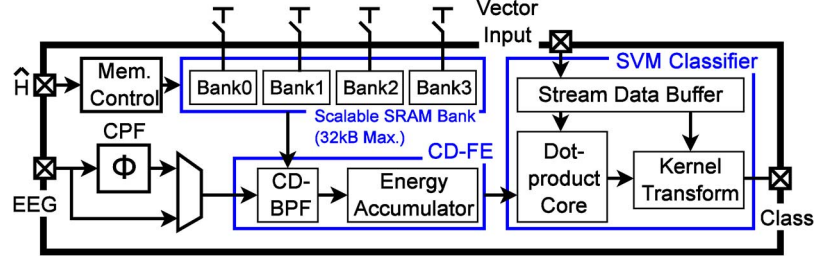 Vector
Input
Ĥ
Mem.
Control
Bank0
Bank1
Bank2
Bank3
Scalable SRAM Bank
(32kB Max.)
SVM Classifier
Stream Data Buffer
CPF
Φ
EEG
CD-FE
CD-
BPF
Energy
Accumulator
Dot-
product
Core
Kernel
Transform
Class